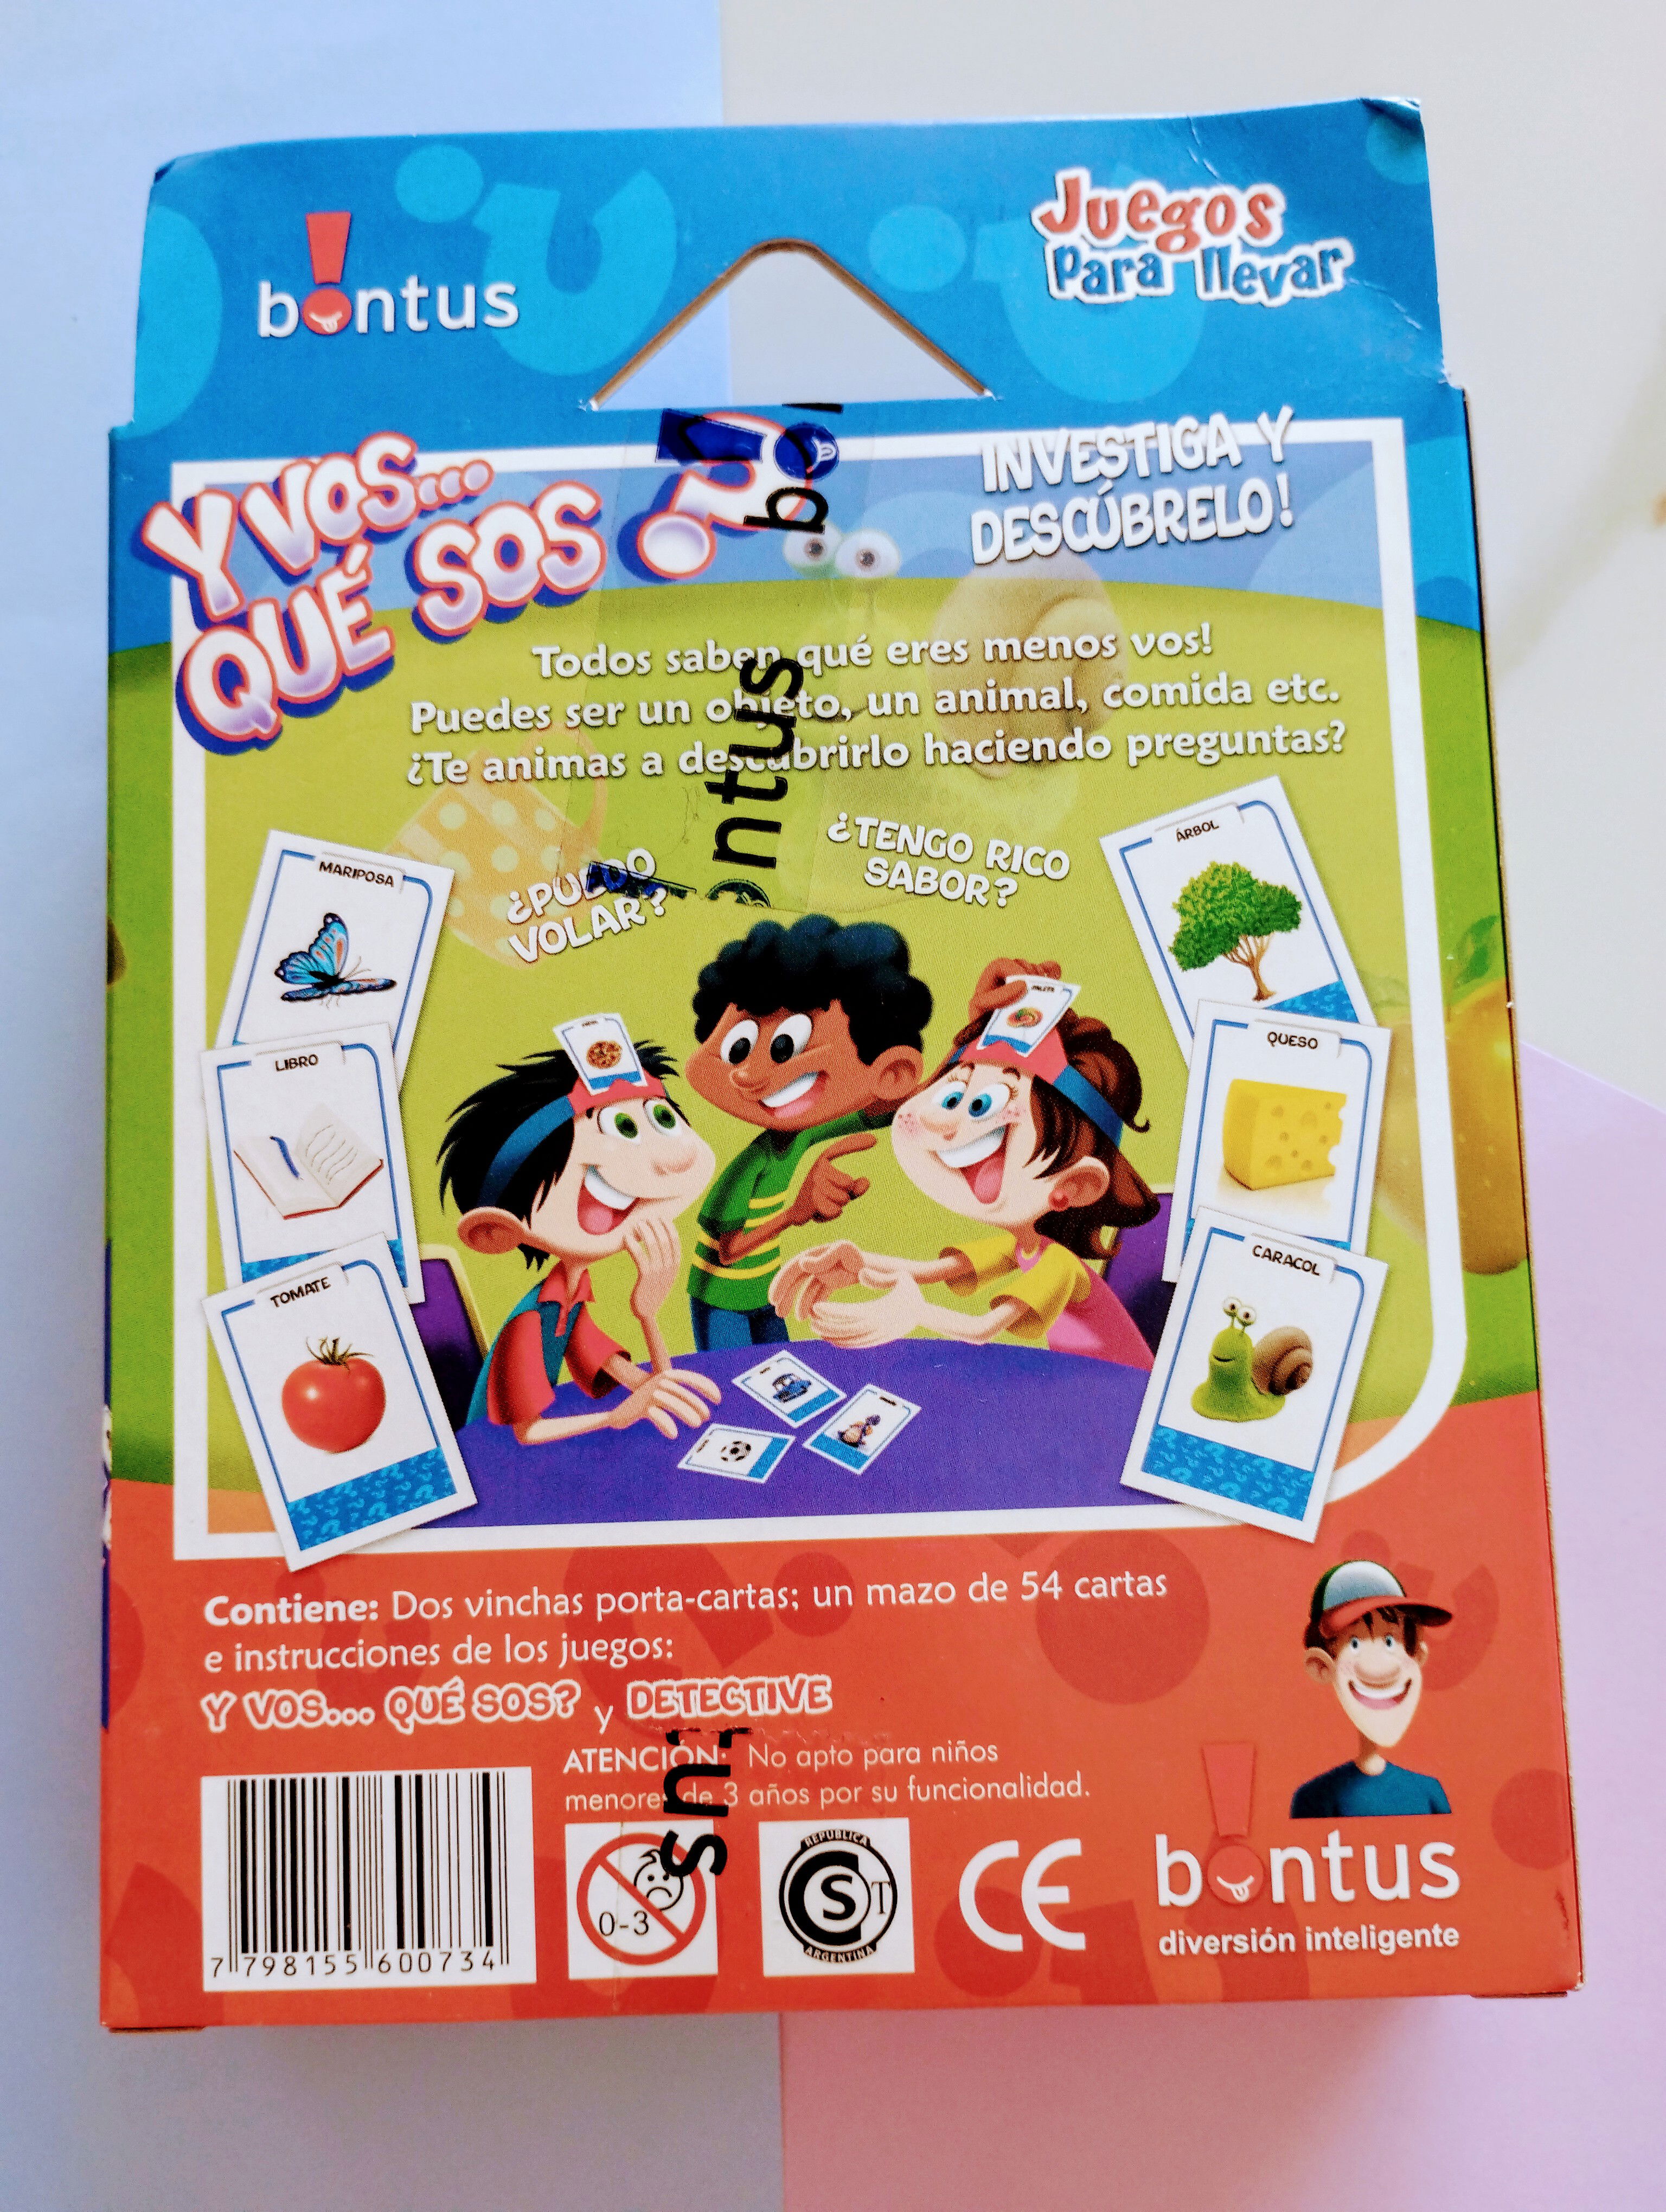 bontus
Juegos
Para llevar
Y VOS...
QUÉ SOS?
INVESTIGA Y
DESCÚBRELO!
Todos saben qué eres menos vos!
Puedes ser un objeto, un animal, comida etc.
¿Te animas a descubrirlo haciendo preguntas?
¿PUEDO
VOLAR?
¿TENGO RICO
SABOR?
MARIPOSA
LIBRO
TOMATE
ÁRBOL
QUESO
CARACOL
bontus
Contiene: Dos vinchas porta-cartas; un mazo de 54 cartas
e instrucciones de los juegos:
Y VOS... QUÉ SOS? y DETECTIVE
ATENCIÓN: No apto para niños
menores de 3 años por su funcionalidad.
7 798155 600734
0-3
REPUBLICA
S T
ARGENTINA
CE
bontus
diversión inteligente